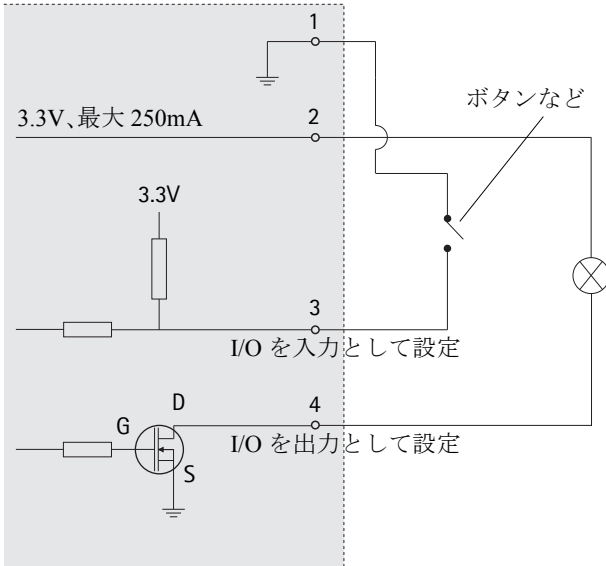 1
3.3V、最大 250mA
2
ボタンなど
3.3V
3
I/O を入力として設定
D
4
G
I/O を出力として設定
S